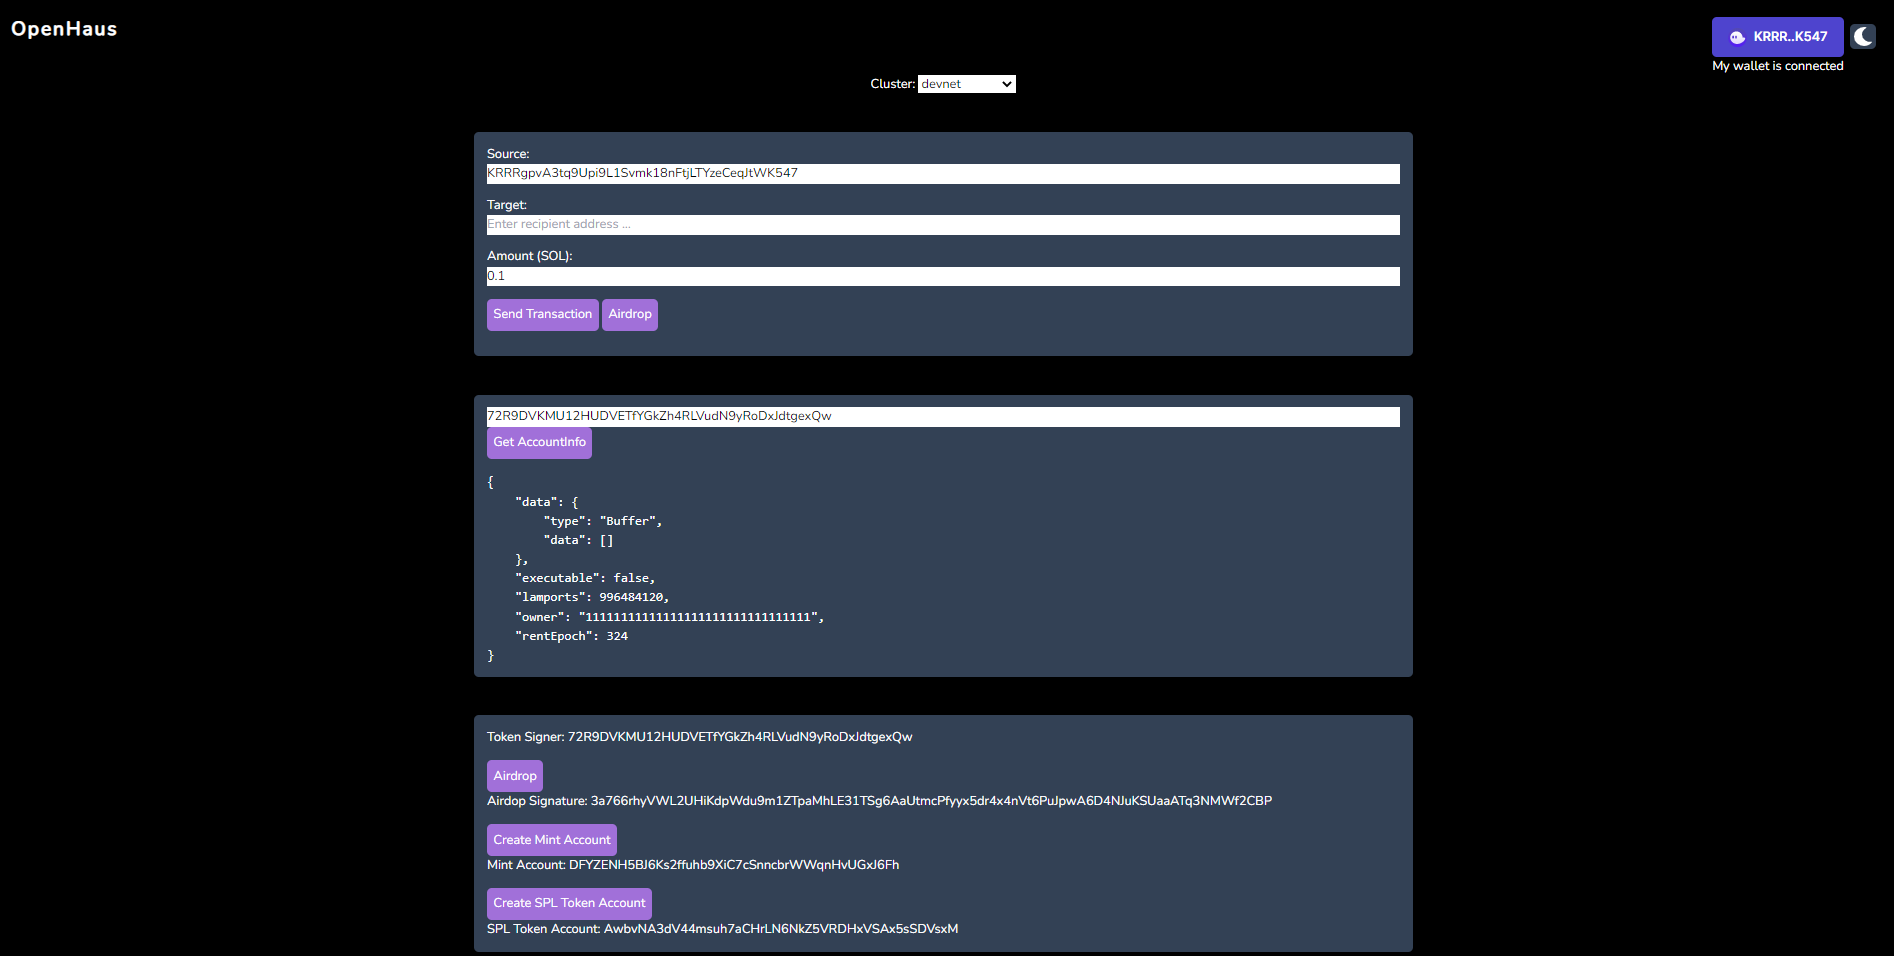 OpenHaus
KRRR..K547
My wallet is connected
Cluster: devnet
Source:
KRRRgpvA3tq9Upi9L1Svmk18nFtjLTYzeCeqJtWK547
Target:
Enter recipient address ...
Amount (SOL):
0.1
Send Transaction Airdrop
72R9DVKMU12HUDVETfYGkZh4RLVudN9yRoDxJdtgexQw
Get AccountInfo
{
"data": {
"type": "Buffer",
"data": []
},
"executable": false,
"lamports": 996484120,
"owner": "11111111111111111111111111111111",
"rentEpoch": 324
}
Token Signer: 72R9DVKMU12HUDVETfYGkZh4RLVudN9yRoDxJdtgexQw
Airdrop
Airdop Signature: 3a766rhyVWL2UHiKdpWdu9m1ZTpaMhLE31TSg6AaUtmcPfyyx5dr4x4nVt6PuJpwA6D4NJuKSUaaATq3NMWf2CBP
Create Mint Account
Mint Account: DFYZENH5BJ6Ks2ffuhb9XiC7cSnncbrWWqnHvUGxJ6Fh
Create SPL Token Account
SPL Token Account: AwbvNA3dV44msuh7aCHrLN6NkZ5VRDHxVSAx5sSDVsxM